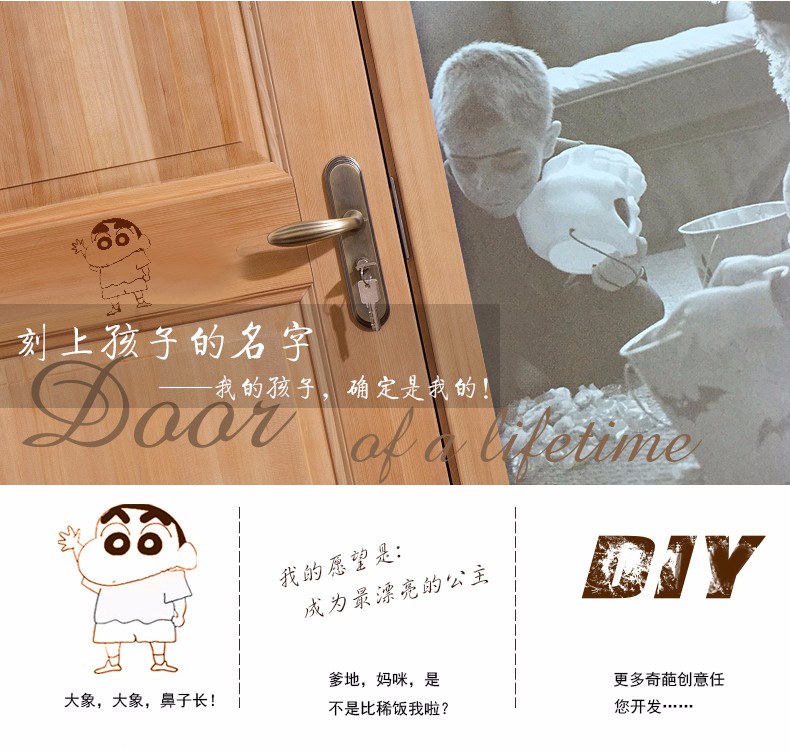 刻上孩子的名字
——我的孩子，确定是我的！
Door of a lifetime
我的愿望是：
成为最漂亮的公主
DIY
大象，大象，鼻子长！
爹地，妈咪，是
不是比稀饭我啦？
更多奇葩创意任
您开发……